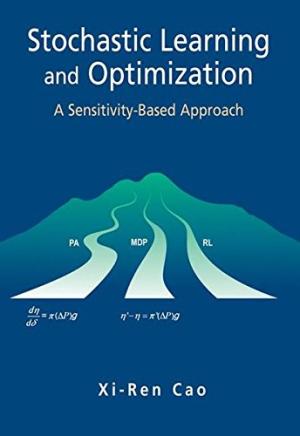 Stochastic Learning
and Optimization
A Sensitivity-Based Approach
PA MDP RL
dη/dδ = π(ΔP)g η'- η = π'(ΔP)g
Xi-Ren Cao